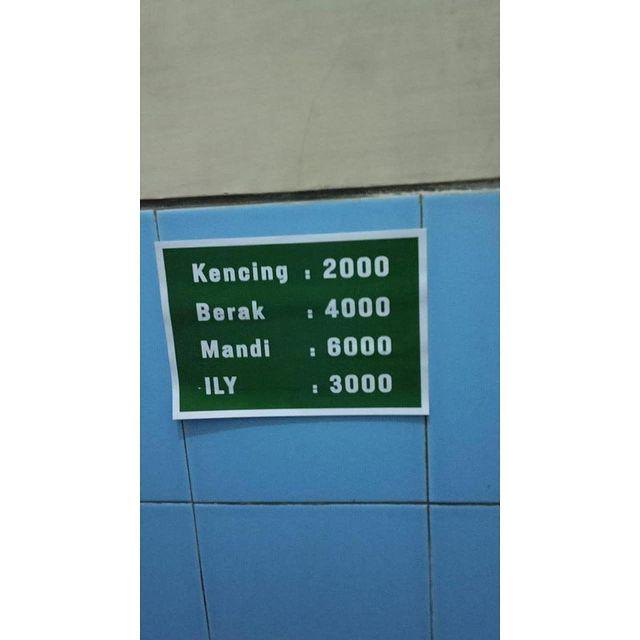 Kencing : 2000
Berak : 4000
Mandi : 6000
ILY : 3000